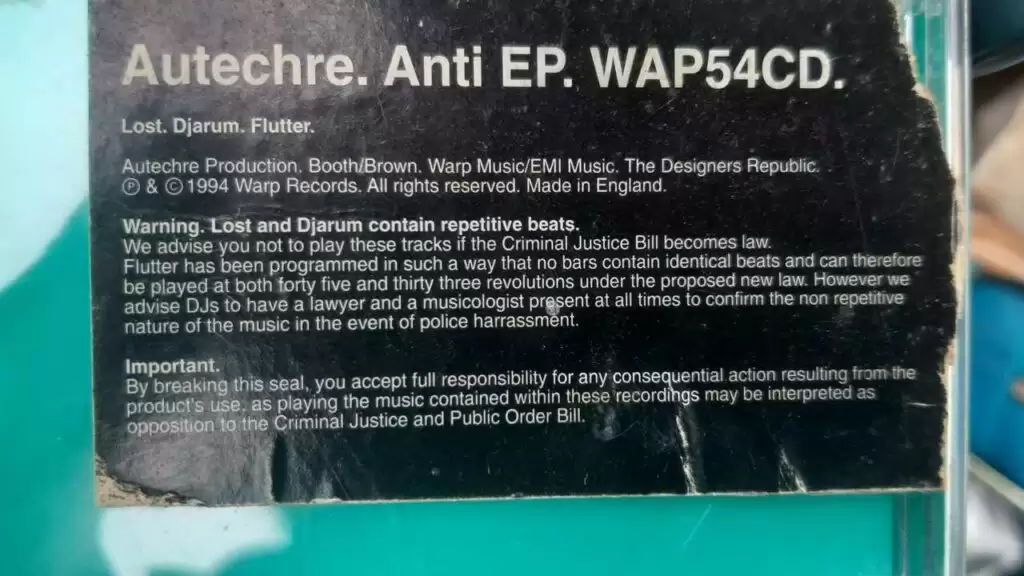 Autechre. Anti EP. WAP54CD.
Lost. Djarum. Flutter.
Autechre Production. Booth/Brown. Warp Music/EMI Music. The Designers Republic.
Ⓟ & © 1994 Warp Records. All rights reserved. Made in England.
Warning. Lost and Djarum contain repetitive beats.
We advise you not to play these tracks if the Criminal Justice Bill becomes law.
Flutter has been programmed in such a way that no bars contain identical beats and can therefore
be played at both forty five and thirty three revolutions under the proposed new law. However we
advise DJs to have a lawyer and a musicologist present at all times to confirm the non repetitive
nature of the music in the event of police harrassment.
Important.
By breaking this seal, you accept full responsibility for any consequential action resulting from the
product's use, as playing the music contained within these recordings may be interpreted as
opposition to the Criminal Justice and Public Order Bill.